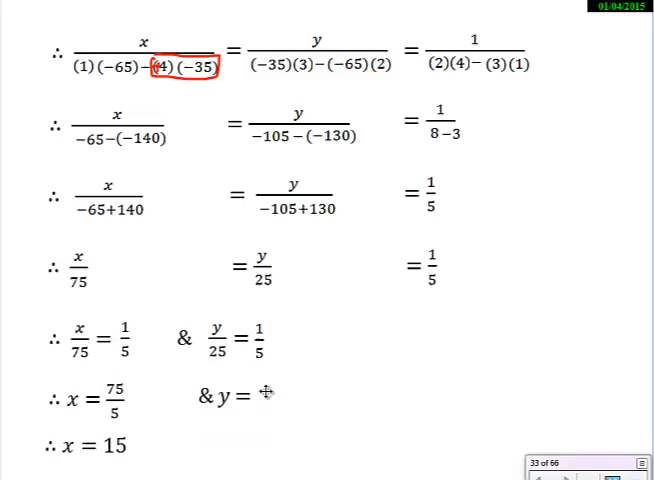 01/04/2015
∴ x/((1)(−65)−(4)(−35)) = y/((−35)(3)−(−65)(2)) = 1/((2)(4)−(3)(1))
∴ x/(−65−(−140)) = y/(−105−(−130)) = 1/(8−3)
∴ x/(−65+140) = y/(−105+130) = 1/5
∴ x/75 = y/25 = 1/5
∴ x/75 = 1/5 & y/25 = 1/5
∴ x = 75/5 & y =
∴ x = 15
33 of 66